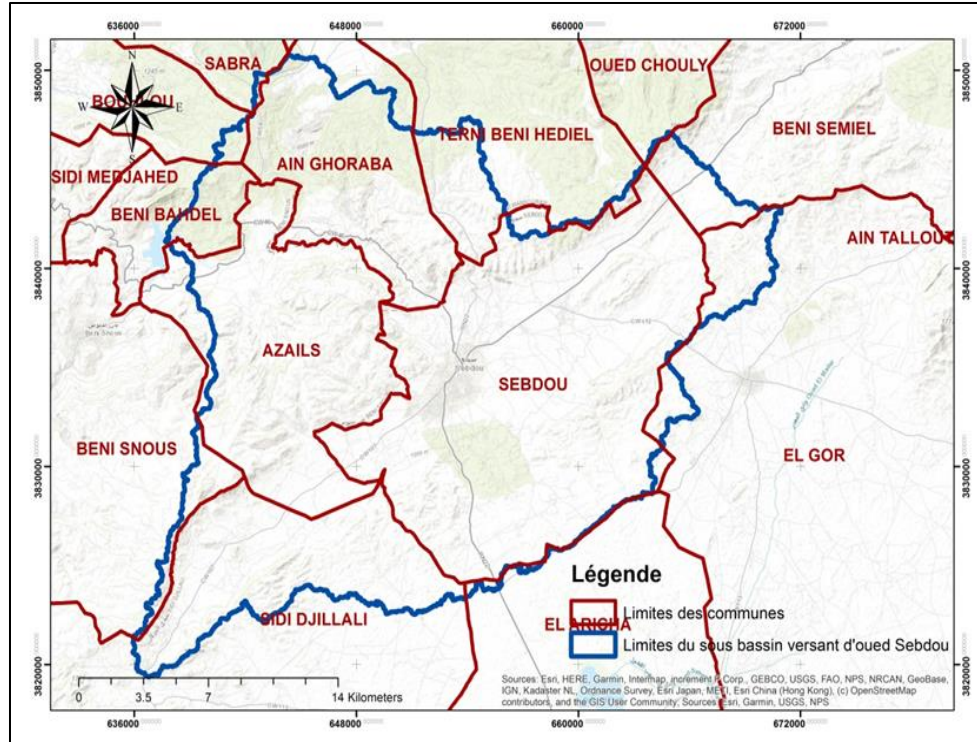 636000 648000 660000 672000
3850000 3850000
3840000 3840000
3830000 3830000
3820000 3820000
N
W E
S
SABRA
OUED CHOULY
TERNI BENI HEDIEL
BENI SEMIEL
AIN GHORABA
SIDI MEDJAHED
BENI BAHDEL
AIN TALLOUT
AZAILS
SEBDOU
BENI SNOUS
EL GOR
SIDI DJILLALI
EL ARICHA
Légende
Limites des communes
Limites du sous bassin versant d'oued Sebdou
0 3.5 7 14 Kilometers
Sources: Esri, HERE, Garmin, Intermap, increment P Corp., GEBCO, USGS, FAO, NPS, NRCAN, GeoBase,
IGN, Kadaster NL, Ordnance Survey, Esri Japan, METI, Esri China (Hong Kong), (c) OpenStreetMap
contributors, and the GIS User Community, Sources: Esri, Garmin, USGS, NPS
636000 648000 660000 672000